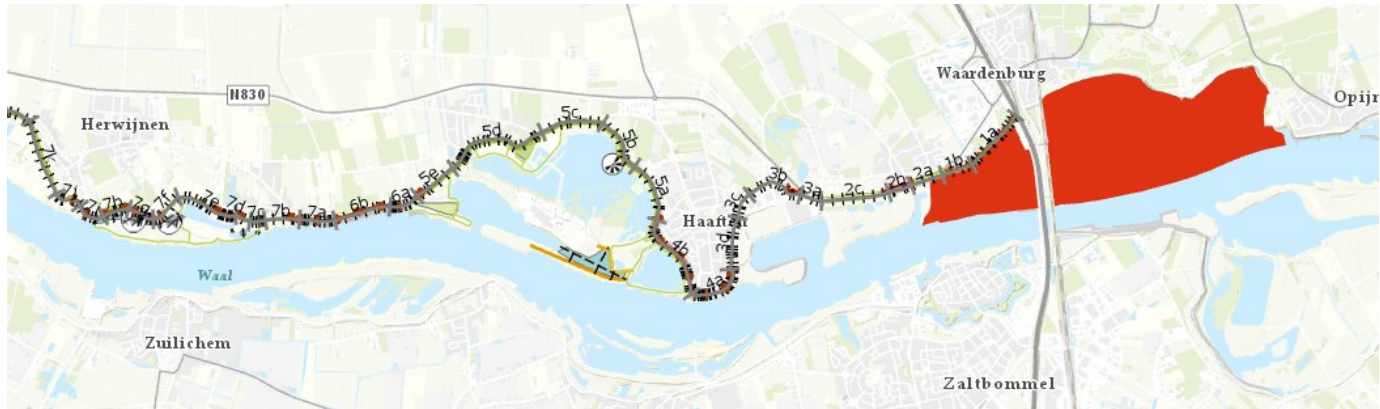 Waardenburg
Opijn
N830
Herwijnen
5c
5d
5b
1a
1b
3b
3a
2c
2b
2a
5e
5a
7h
7f
7e
7d
7c
7b
7a
6b
6a
3c
Haaften
3d
4b
4a
Waal
Zuilichem
Zaltbommel